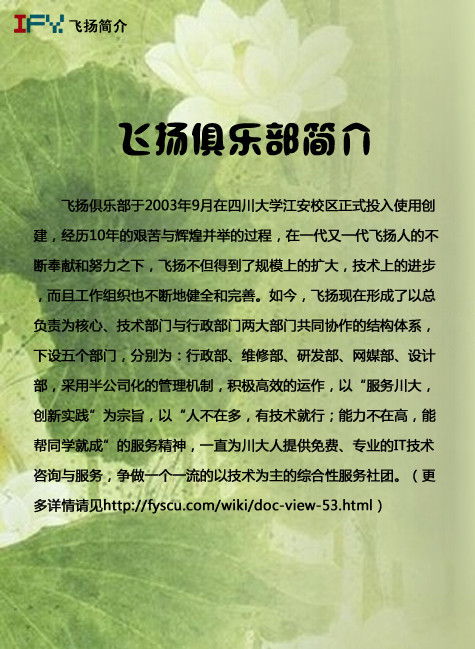 IFY 飞扬简介
飞扬俱乐部简介
飞扬俱乐部于2003年9月在四川大学江安校区正式投入使用创
建，经历10年的艰苦与辉煌并举的过程，在一代又一代飞扬人的不
断奉献和努力之下，飞扬不但得到了规模上的扩大，技术上的进步
，而且工作组织也不断地健全和完善。如今，飞扬现在形成了以总
负责为核心、技术部门与行政部门两大部门共同协作的结构体系，
下设五个部门，分别为：行政部、维修部、研发部、网媒部、设计
部，采用半公司化的管理机制，积极高效的运作，以“服务川大，
创新实践”为宗旨，以“人不在多，有技术就行；能力不在高，能
帮同学就成”的服务精神，一直为川大人提供免费、专业的IT技术
咨询与服务，争做一个一流的以技术为主的综合性服务社团。（更
多详情请见http://fyscu.com/wiki/doc-view-53.html）